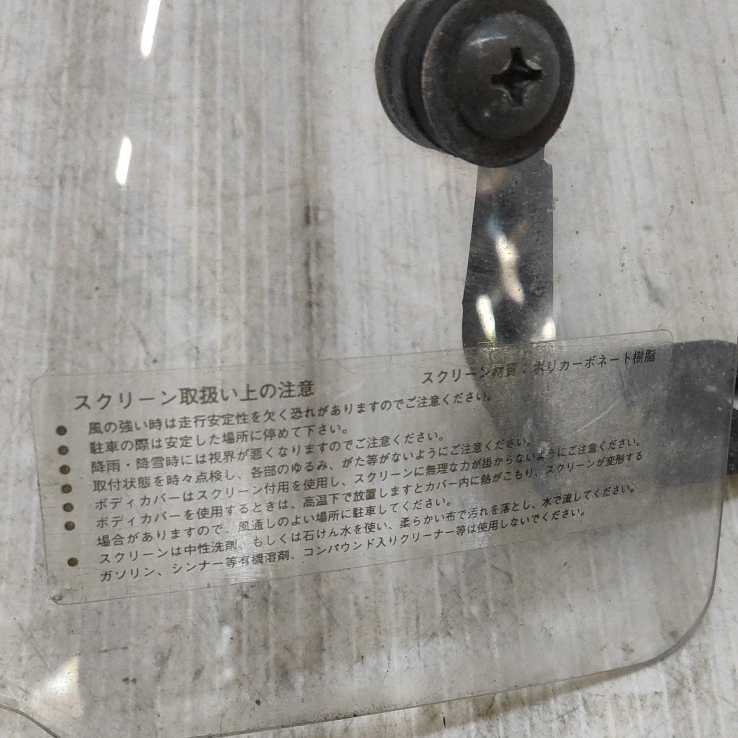 スクリーン取扱い上の注意
スクリーン材質：ポリカーボネート樹脂
● 風の強い時は走行安定性を欠く恐れがありますのでご注意ください。
● 駐車の際は安定した場所に停めて下さい。
● 降雨・降雪時には視界が悪くなりますのでご注意ください。
● 取付状態を時々点検し、各部のゆるみ、がた等がないようにご注意ください。
● ボディカバーはスクリーン付用を使用し、スクリーンに無理な力が掛からないようにご注意ください。
● ボディカバーを使用するときは、高温下で放置しますとカバー内に熱がこもり、スクリーンが変形する
場合がありますので、風通しのよい場所に駐車してください。
● スクリーンは中性洗剤、もしくは石けん水を使い、柔らかい布で汚れを落とし、水で流してください。
ガソリン、シンナー等有機溶剤、コンパウンド入りクリーナー等は使用しないでください。